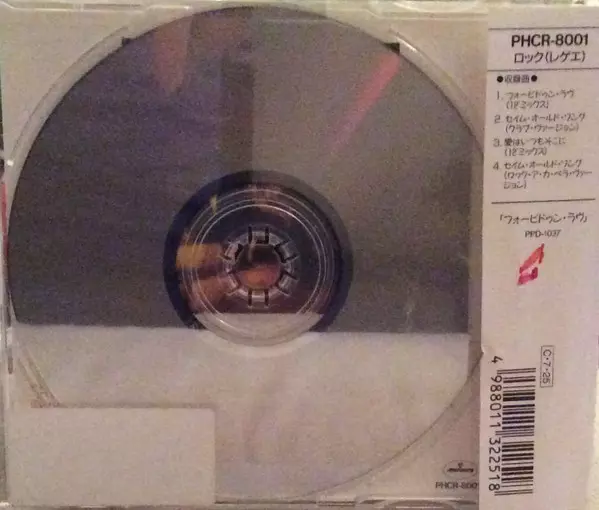 PHCR-8001
ロック(レゲエ)
●収録曲●
1. フォービドゥン・ラヴ
(12"ミックス)
2. セイム・オールド・ソング
(クラブ・ヴァージョン)
3. 愛はいつもそこに
(12"ミックス)
4. セイム・オールド・ソング
(ロック・ア・カペラ・ヴァー
ジョン)
「フォービドゥン・ラヴ」
PPD-1037
C・7・25
4 988011 322518
PHCR-8001